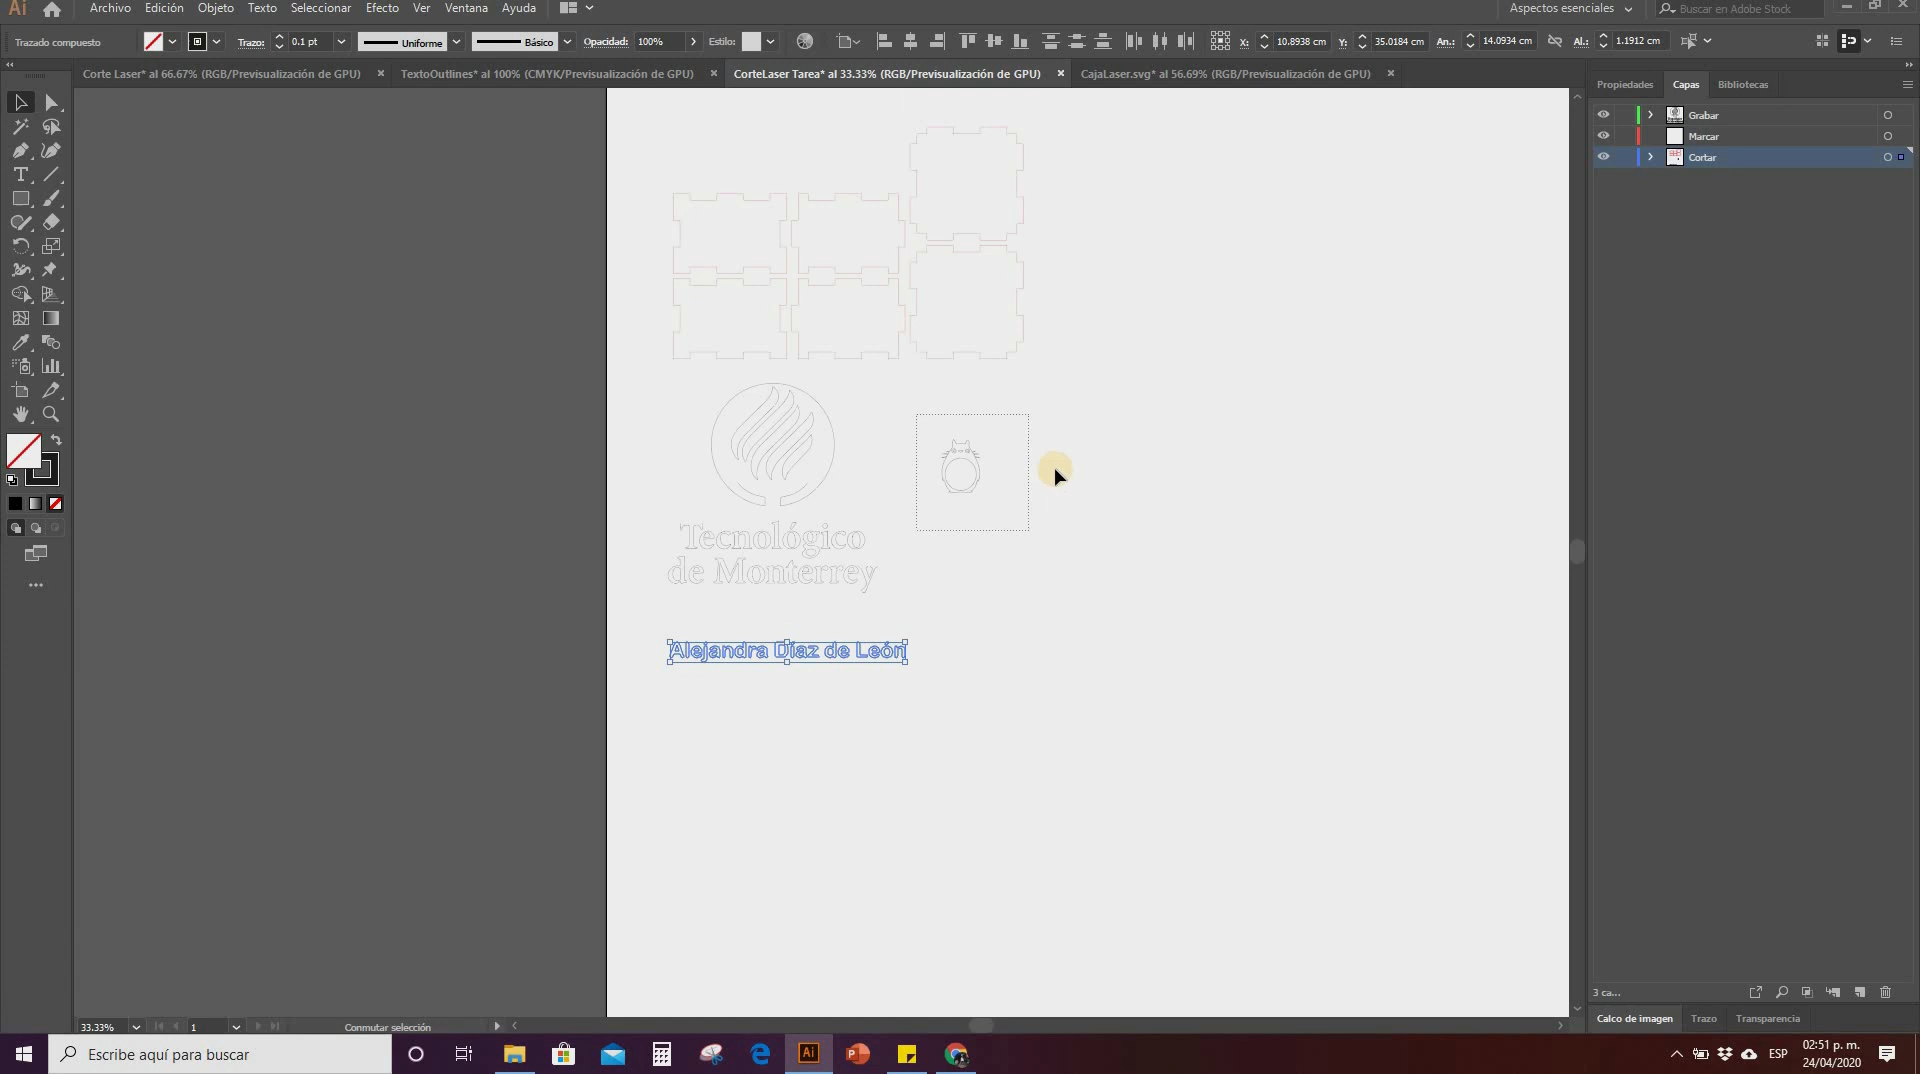 Ai Archivo Edición Objeto Texto Seleccionar Efecto Ver Ventana Ayuda Aspectos esenciales Buscar en Adobe Stock
Trazado compuesto Trazo: 0.1 pt Uniforme Básico Opacidad: 100% Estilo: X: 10.8938 cm Y: 35.0184 cm An.: 14.0934 cm Al.: 1.1912 cm
Corte Laser* al 66.67% (RGB/Previsualización de GPU) TextoOutlines* al 100% (CMYK/Previsualización de GPU) CorteLaser Tarea* al 33.33% (RGB/Previsualización de GPU) CajaLaser.svg* al 56.69% (RGB/Previsualización de GPU)
Propiedades Capas Bibliotecas
Grabar
Marcar
Cortar
Tecnológico
de Monterrey
Alejandra Díaz de León
3 ca...
Calco de imagen Trazo Transparencia
33.33% 1 Conmutar selección
Escribe aquí para buscar
Ai
ESP
02:51 p. m.
24/04/2020